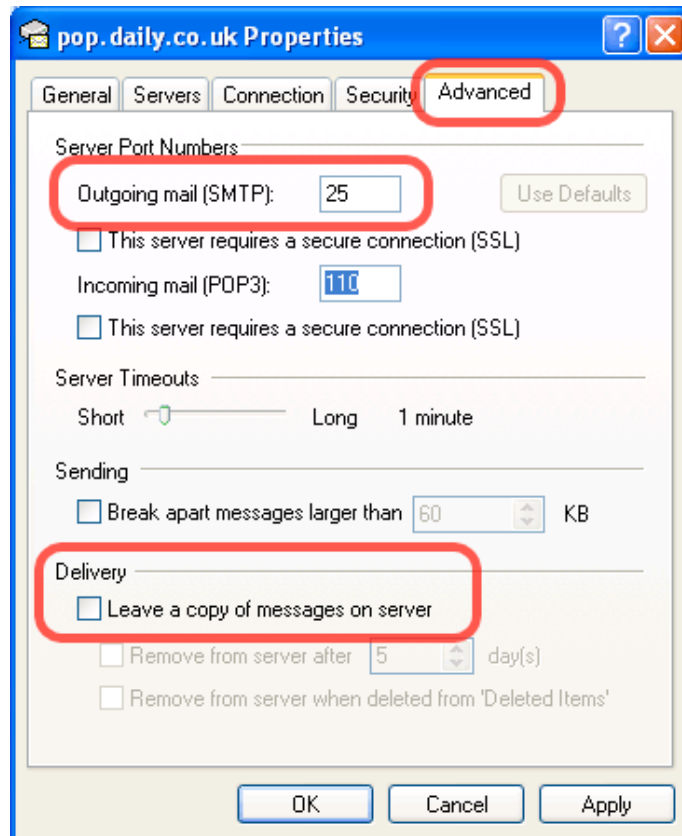 pop.daily.co.uk Properties
General Servers Connection Security Advanced
Server Port Numbers
Outgoing mail (SMTP): 25 Use Defaults
This server requires a secure connection (SSL)
Incoming mail (POP3): 110
This server requires a secure connection (SSL)
Server Timeouts
Short Long 1 minute
Sending
Break apart messages larger than 60 KB
Delivery
Leave a copy of messages on server
Remove from server after 5 day(s)
Remove from server when deleted from 'Deleted Items'
OK Cancel Apply